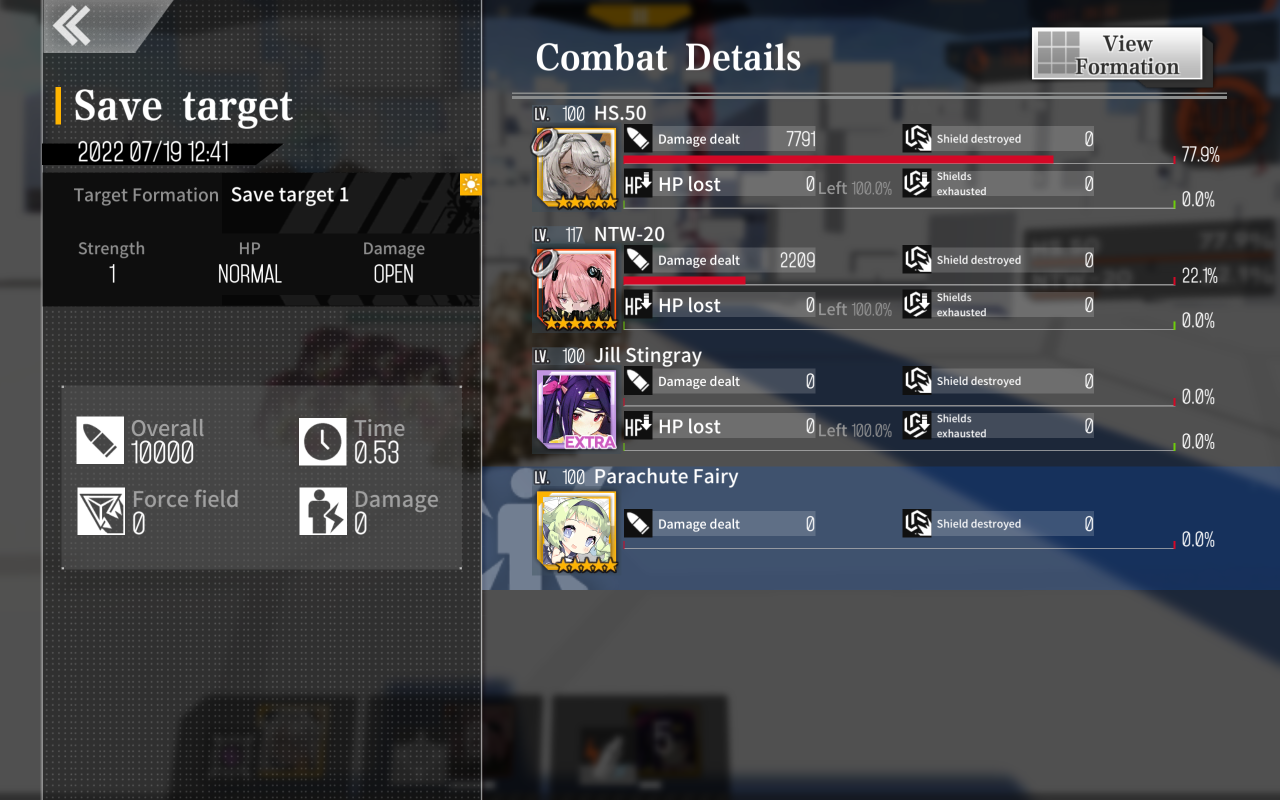 Save target
2022 07/19 12:41
Target Formation Save target 1
Strength HP Damage
1 NORMAL OPEN
Overall Time
10000 0.53
Force field Damage
0 0
Combat Details
View
Formation
LV. 100 HS.50
Damage dealt 7791 Shield destroyed 0
77.9%
HP HP lost 0 Left 100.0% Shields
exhausted 0
0.0%
LV. 117 NTW-20
Damage dealt 2209 Shield destroyed 0
22.1%
HP HP lost 0 Left 100.0% Shields
exhausted 0
0.0%
LV. 100 Jill Stingray
Damage dealt 0 Shield destroyed 0
0.0%
EXTRA
HP HP lost 0 Left 100.0% Shields
exhausted 0
0.0%
LV. 100 Parachute Fairy
Damage dealt 0 Shield destroyed 0
0.0%